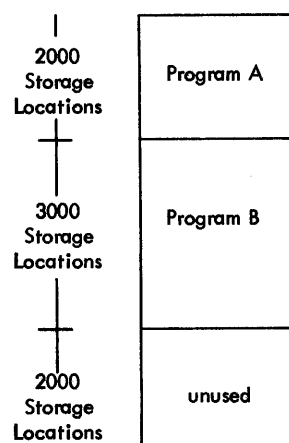 2000
Storage
Locations
Program A
3000
Storage
Locations
Program B
2000
Storage
Locations
unused